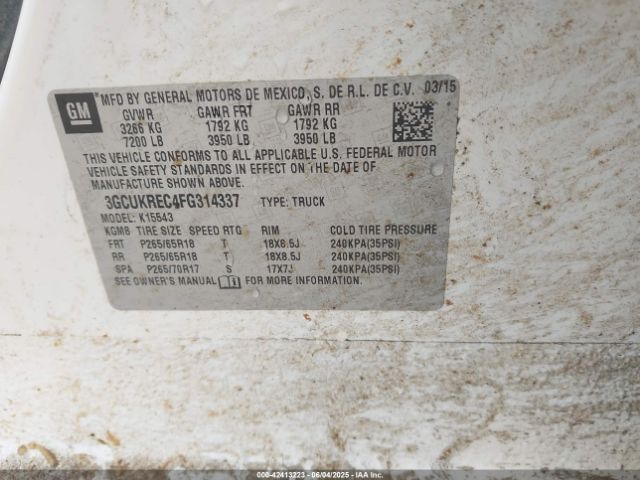 GM
MFD BY GENERAL MOTORS DE MEXICO, S. DE R.L. DE C.V. 03/15
GVWR GAWR FRT GAWR RR
3266 KG 1792 KG 1792 KG
7200 LB 3950 LB 3950 LB
THIS VEHICLE CONFORMS TO ALL APPLICABLE U.S. FEDERAL MOTOR
VEHICLE SAFETY STANDARDS IN EFFECT ON THE DATE OF
MANUFACTURE SHOWN ABOVE.
3GCUKREC4FG314337 TYPE: TRUCK
MODEL: K15543
KGMB TIRE SIZE SPEED RTG RIM COLD TIRE PRESSURE
FRT P265/65R18 T 18X8.5J 240KPA(35PSI)
RR P265/65R18 T 18X8.5J 240KPA(35PSI)
SPA P265/70R17 S 17X7J 240KPA(35PSI)
SEE OWNER'S MANUAL FOR MORE INFORMATION.
000-42413223 - 06/04/2025 - IAAI.COM